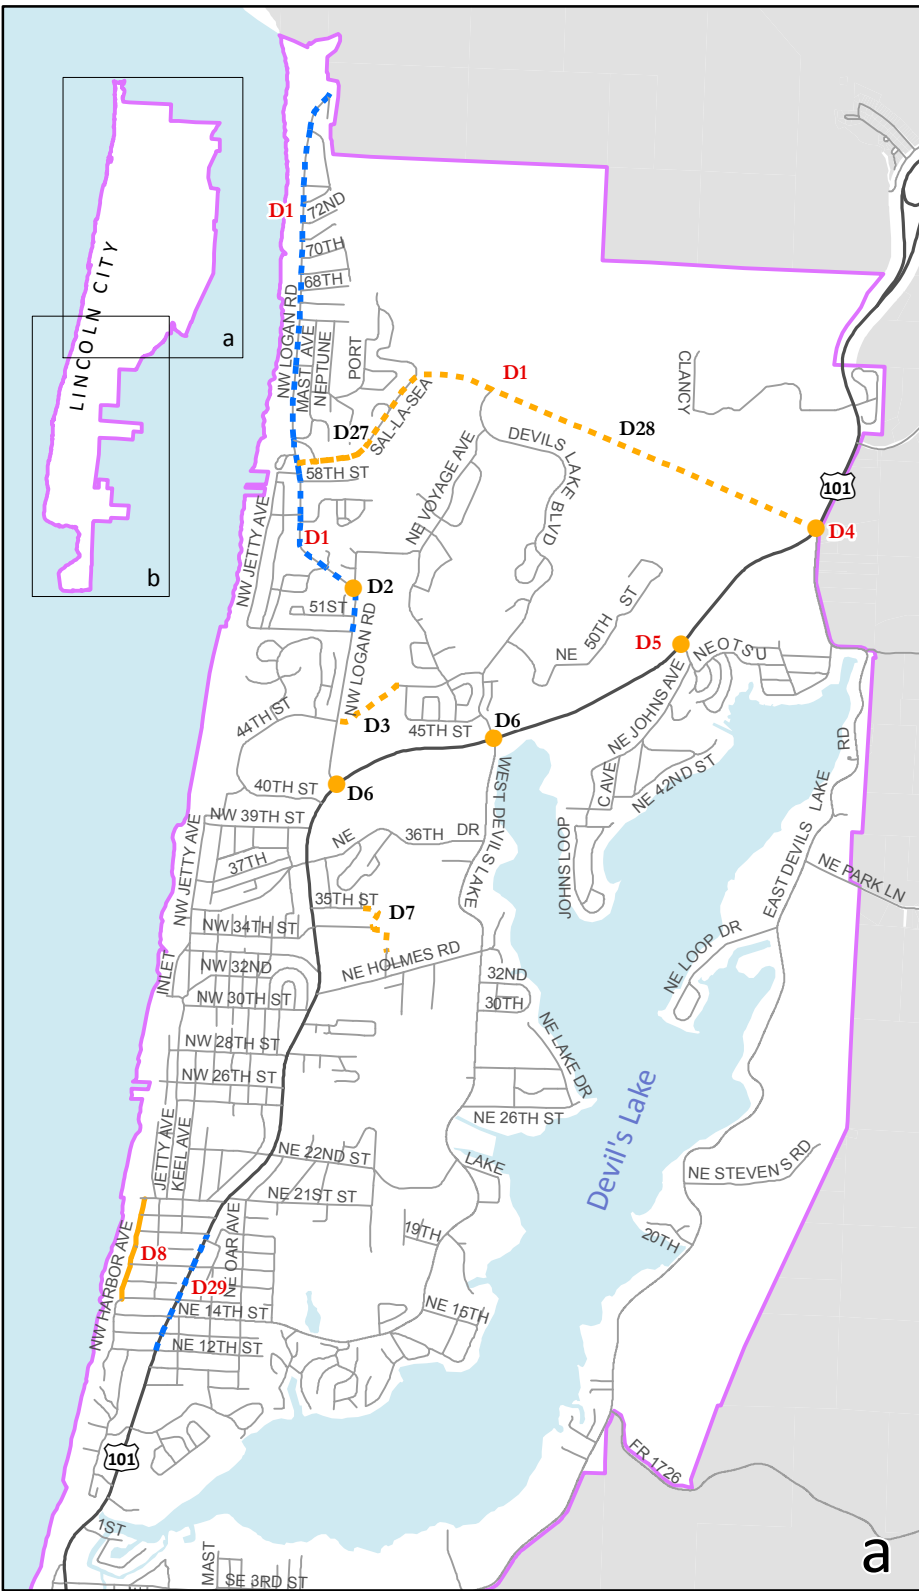 LINCOLN CITY
a
b
D1
72ND
70TH
68TH
NW LOGAN RD
MAST AVE
NEPTUNE
PORT
D1
CLANCY
SAL-LA-SEA
D27
D28
58TH ST
DEVILS LAKE BLVD
NE VOYAGE AVE
101
NW JETTY AVE
D1
D4
D2
51ST
NW LOGAN RD
NE 50TH ST
D5
NEOTSU
44TH ST
D3
45TH ST
D6
NE JOHNS AVE
40TH ST
D6
WEST DEVILS LAKE
C AVE
NE 42ND ST
EAST DEVILS LAKE RD
NW 39TH ST
NE 36TH DR
NW JETTY AVE
37TH
JOHNS LOOP
NE PARK LN
35TH ST
D7
NW 34TH ST
NE LOOP DR
INLET
NW 32ND
NE HOLMES RD
32ND
NW 30TH ST
30TH
NW 28TH ST
NE LAKE DR
NW 26TH ST
NE 26TH ST
Devil's Lake
JETTY AVE
KEEL AVE
NE 22ND ST
LAKE
NE STEVENS RD
NE 21ST ST
NW HARBOR AVE
D8
NE OAR AVE
19TH
20TH
D29
NE 14TH ST
NE 15TH
NE 12TH ST
101
FR 1726
1ST
MAST
SE 3RD ST
a